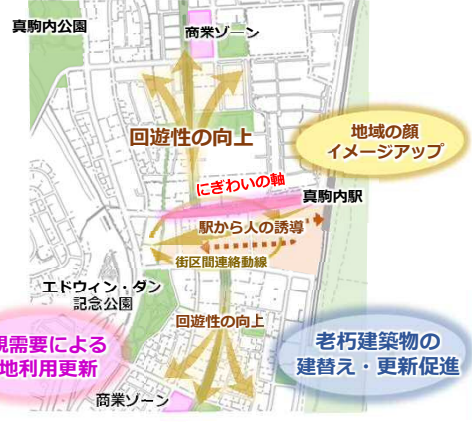 真駒内公園
商業ゾーン
回遊性の向上
地域の顔
イメージアップ
にぎわいの軸
真駒内駅
駅から人の誘導
街区間連絡動線
エドウィン・ダン
記念公園
回遊性の向上
規需要による
地利用更新
老朽建築物の
建替え・更新促進
商業ゾーン